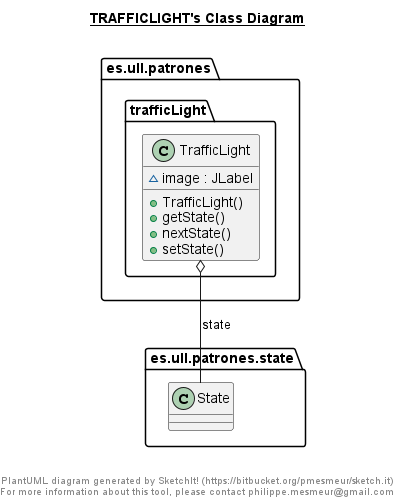 TRAFFICLIGHT's Class Diagram
es.ull.patrones
trafficLight
C TrafficLight
~ image : JLabel
TrafficLight()
getState()
nextState()
setState()
state
es.ull.patrones.state
C State
PlantUML diagram generated by SketchIt! (https://bitbucket.org/pmesmeur/sketch.it)
For more information about this tool, please contact philippe.mesmeur@gmail.com